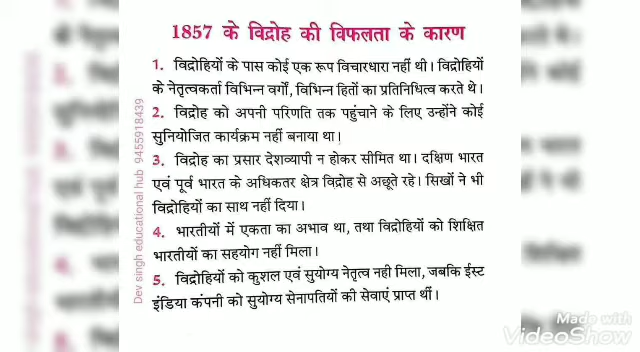 1857 के विद्रोह की विफलता के कारण
1. विद्रोहियों के पास कोई एक रूप विचारधारा नहीं थी। विद्रोहियों
के नेतृत्वकर्ता विभिन्न वर्गों, विभिन्न हितों का प्रतिनिधित्व करते थे।
2. विद्रोह को अपनी परिणति तक पहुंचाने के लिए उन्होंने कोई
सुनियोजित कार्यक्रम नहीं बनाया था।
3. विद्रोह का प्रसार देशव्यापी न होकर सीमित था। दक्षिण भारत
एवं पूर्व भारत के अधिकतर क्षेत्र विद्रोह से अछूते रहे। सिखों ने भी
विद्रोहियों का साथ नहीं दिया।
4. भारतीयों में एकता का अभाव था, तथा विद्रोहियों को शिक्षित
भारतीयों का सहयोग नहीं मिला।
5. विद्रोहियों को कुशल एवं सुयोग्य नेतृत्व नही मिला, जबकि ईस्ट
इंडिया कंपनी को सुयोग्य सेनापतियों की सेवाएं प्राप्त थीं।
Dev singh educational hub 9455918439
Made with
VideoShow